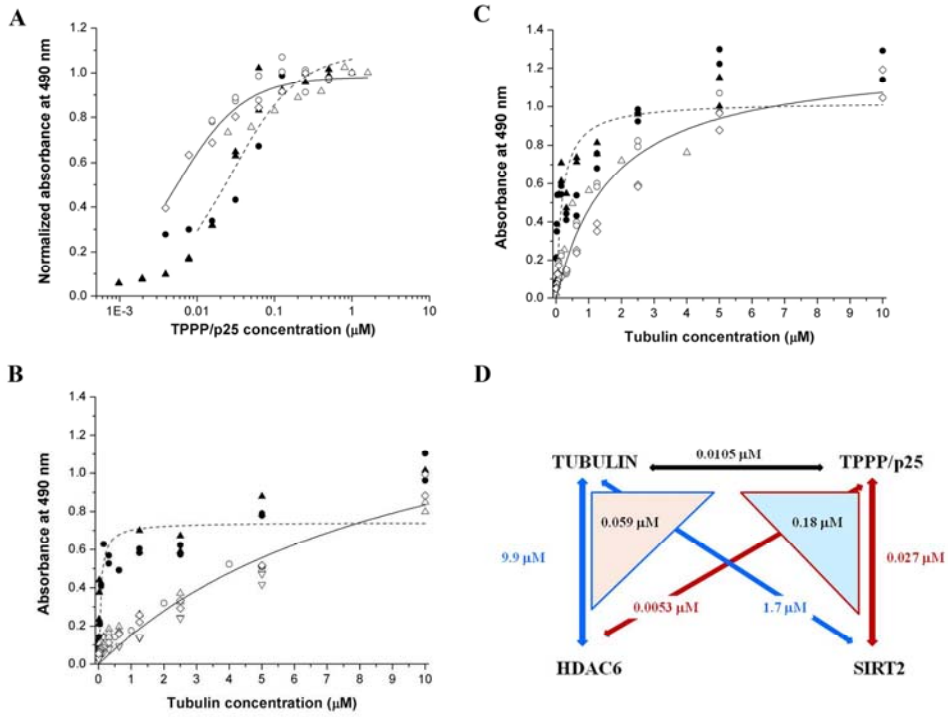 A
Normalized absorbance at 490 nm
1.2
1.0
0.8
0.6
0.4
0.2
0.0
1E-3
0.01
0.1
1
10
TPPP/p25 concentration (µM)
C
Absorbance at 490 nm
1.4
1.2
1.0
0.8
0.6
0.4
0.2
0.0
0 1 2 3 4 5 6 7 8 9 10
Tubulin concentration (µM)
B
Absorbance at 490 nm
1.4
1.2
1.0
0.8
0.6
0.4
0.2
0.0
0 1 2 3 4 5 6 7 8 9 10
Tubulin concentration (µM)
D
0.0105 µM
TUBULIN
TPPP/p25
0.059 µM
0.18 µM
9.9 µM
0.027 µM
0.0053 µM
1.7 µM
HDAC6
SIRT2